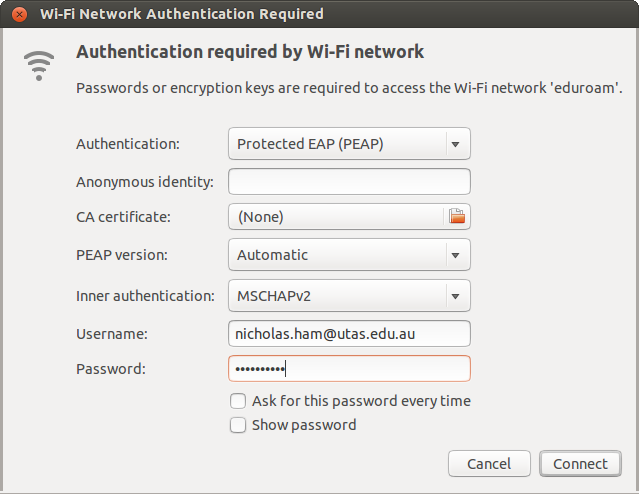 Wi-Fi Network Authentication Required
Authentication required by Wi-Fi network
Passwords or encryption keys are required to access the Wi-Fi network 'eduroam'.
Authentication: Protected EAP (PEAP)
Anonymous identity:
CA certificate: (None)
PEAP version: Automatic
Inner authentication: MSCHAPv2
Username: nicholas.ham@utas.edu.au
Password: ••••••••••
Ask for this password every time
Show password
Cancel Connect